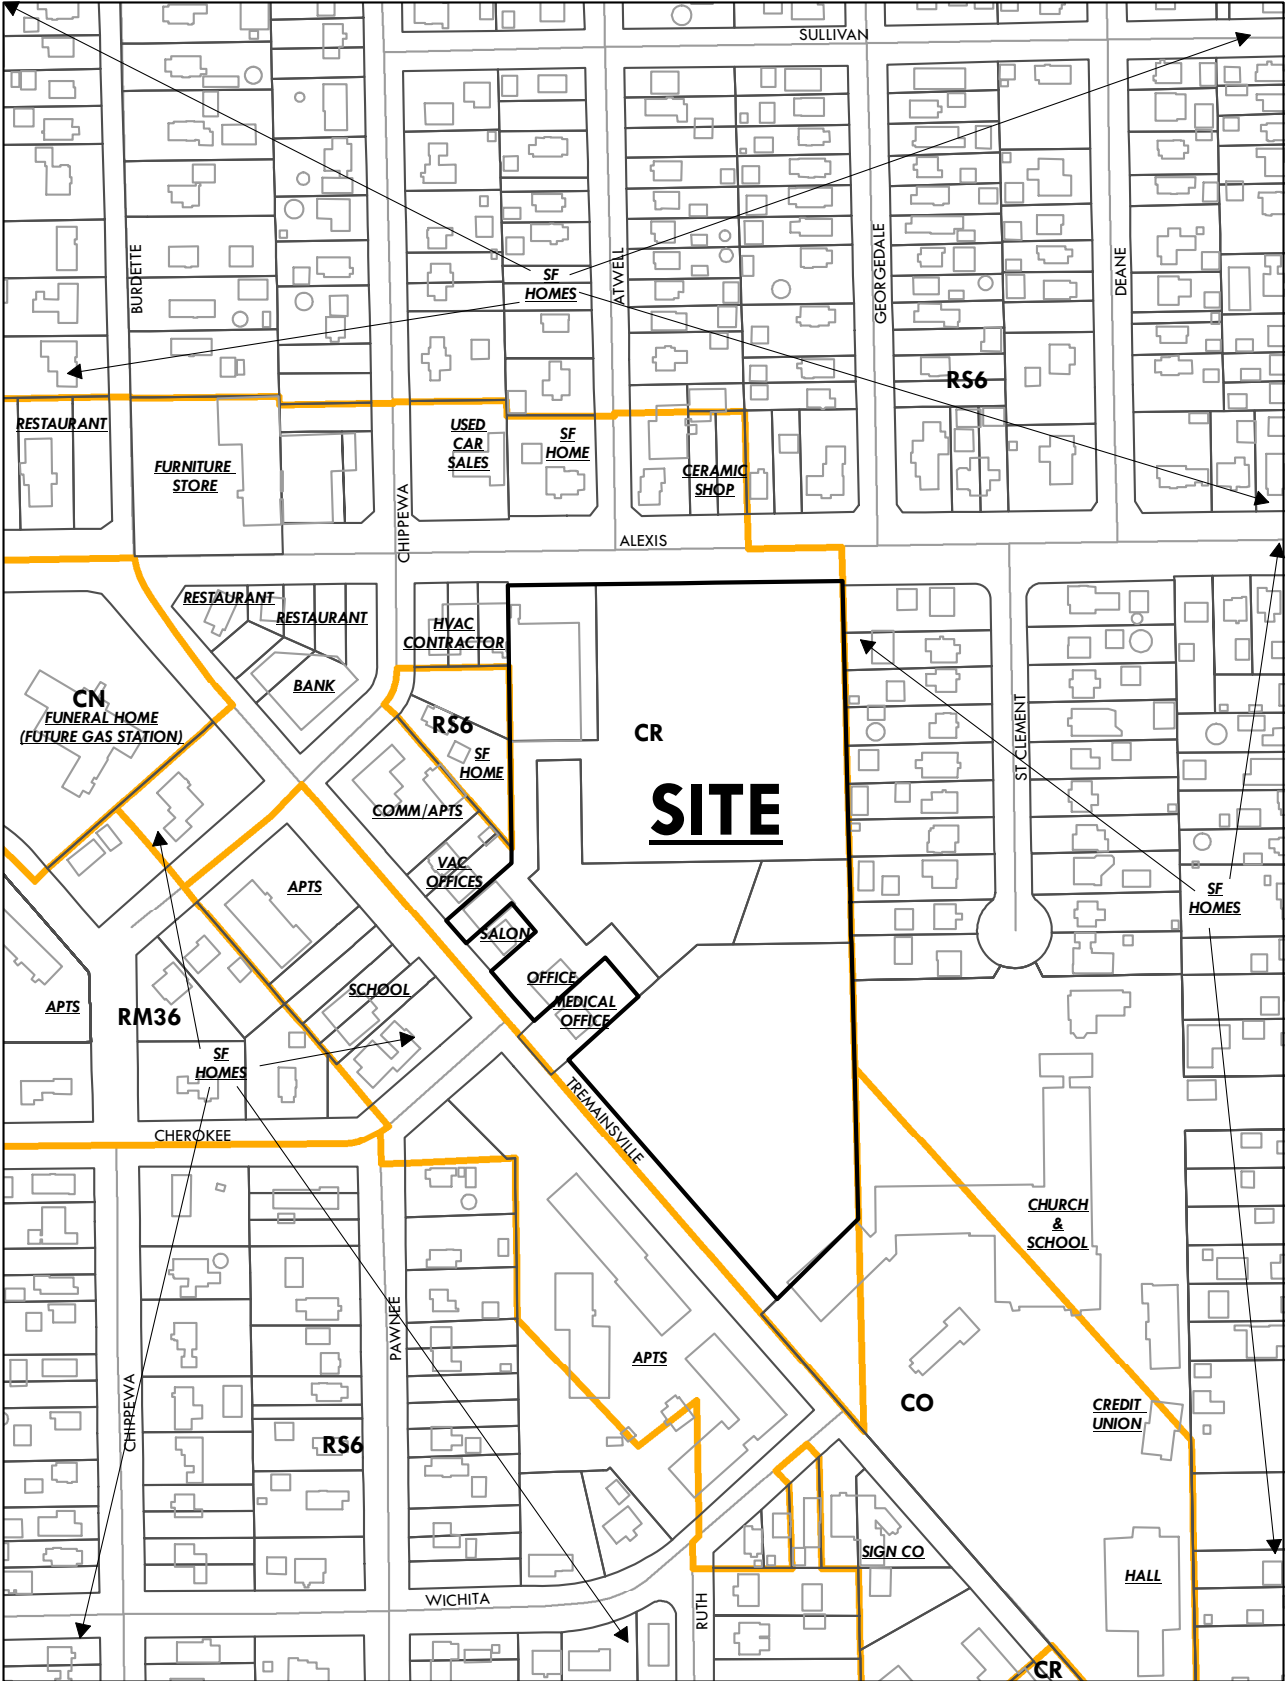 SULLIVAN
BURDETTE
ATWELL
GEORGEDALE
DEANE
SF
HOMES
RS6
RESTAURANT
FURNITURE
STORE
USED
CAR
SALES
SF
HOME
CERAMIC
SHOP
CHIPPEWA
ALEXIS
RESTAURANT
RESTAURANT
HVAC
CONTRACTOR
BANK
CN
FUNERAL HOME
(FUTURE GAS STATION)
RS6
SF
HOME
CR
SITE
ST CLEMENT
COMM/APTS
VAC
OFFICES
APTS
SALON
SF
HOMES
OFFICE
MEDICAL
OFFICE
SCHOOL
APTS
RM36
SF
HOMES
CHEROKEE
TREMAINSVILLE
CHURCH
&
SCHOOL
PAWNEE
APTS
CHIPPEWA
RS6
CO
CREDIT
UNION
SIGN CO
HALL
WICHITA
RUTH
CR